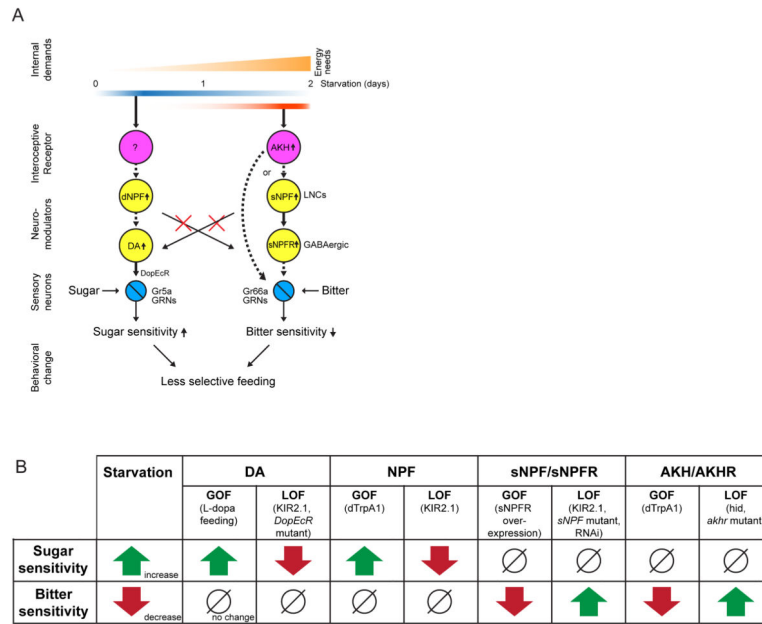 A
Internal
demands
Energy
needs
0
1
2
Starvation (days)
Interoceptive
Receptor
?
AKH
or
Neuro-
modulators
dNPF
sNPF
LNCs
DA
sNPFR
GABAergic
DopEcR
Sensory
neurons
Sugar
Gr5a
GRNs
Gr66a
GRNs
Bitter
Sugar sensitivity
Bitter sensitivity
Behavioral
change
Less selective feeding
B
Starvation
DA
NPF
sNPF/sNPFR
AKH/AKHR
GOF
(L-dopa
feeding)
LOF
(KIR2.1,
DopEcR
mutant)
GOF
(dTrpA1)
LOF
(KIR2.1)
GOF
(sNPFR
over-
expression)
LOF
(KIR2.1,
sNPF mutant,
RNAi)
GOF
(dTrpA1)
LOF
(hid,
akhr mutant)
Sugar
sensitivity
increase
Bitter
sensitivity
decrease
no change